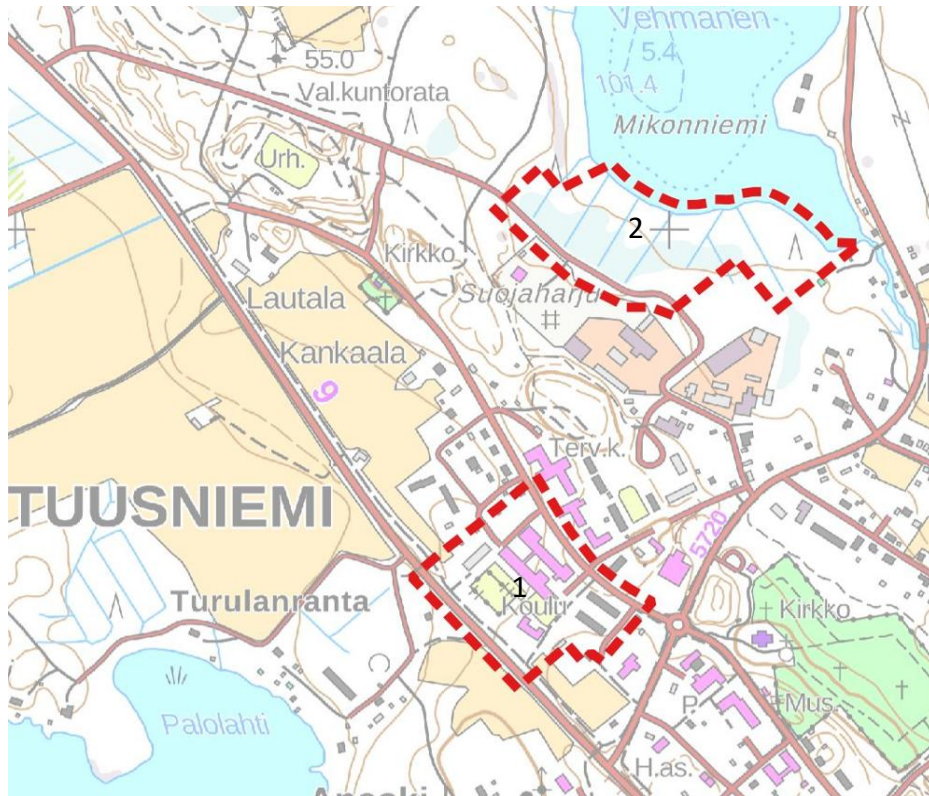 Vehmanen
5.4
101.4
55.0
Val.kuntorata
Mikonniemi
Urh.
2
Kirkko
Suojaharju
Lautala
Kankaala
9
Terv.k.
TUUSNIEMI
5720
1
Koulu
Turulanranta
Kirkko
P
Mus.
P.
Palolahti
H.as.